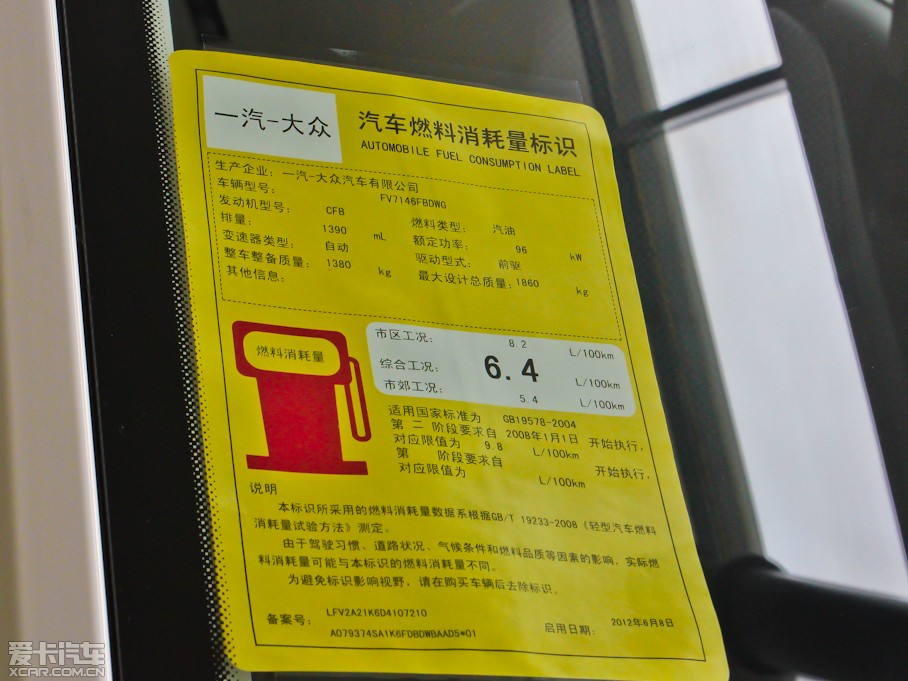 一汽-大众
汽车燃料消耗量标识
AUTOMOBILE FUEL CONSUMPTION LABEL
生产企业: 一汽-大众汽车有限公司
车辆型号: FV7146FBDWG
发动机型号: CFB 燃料类型: 汽油
排量: 1390 mL 额定功率: 96 kW
变速器类型: 自动 驱动型式: 前驱
整车整备质量: 1380 kg 最大设计总质量: 1860 kg
其他信息:
燃料消耗量
市区工况: 8.2 L/100km
综合工况: 6.4 L/100km
市郊工况: 5.4 L/100km
适用国家标准为 GB19578-2004
第 二 阶段要求自 2008年1月1日 开始执行,
对应限值为 9.8 L/100km
第 阶段要求自 开始执行,
对应限值为 L/100km
说明
本标识所采用的燃料消耗量数据系根据GB/T 19233-2008《轻型汽车燃料
消耗量试验方法》测定。
由于驾驶习惯、道路状况、气候条件和燃料品质等因素的影响,实际燃
料消耗量可能与本标识的燃料消耗量不同。
为避免标识影响视野,请在购买车辆后去除标识。
备案号: LFV2A21K6D4107210
A079374SA1K6FDBDWBAAD5*01
启用日期: 2012年6月8日
爱卡汽车
XCAR.COM.CN